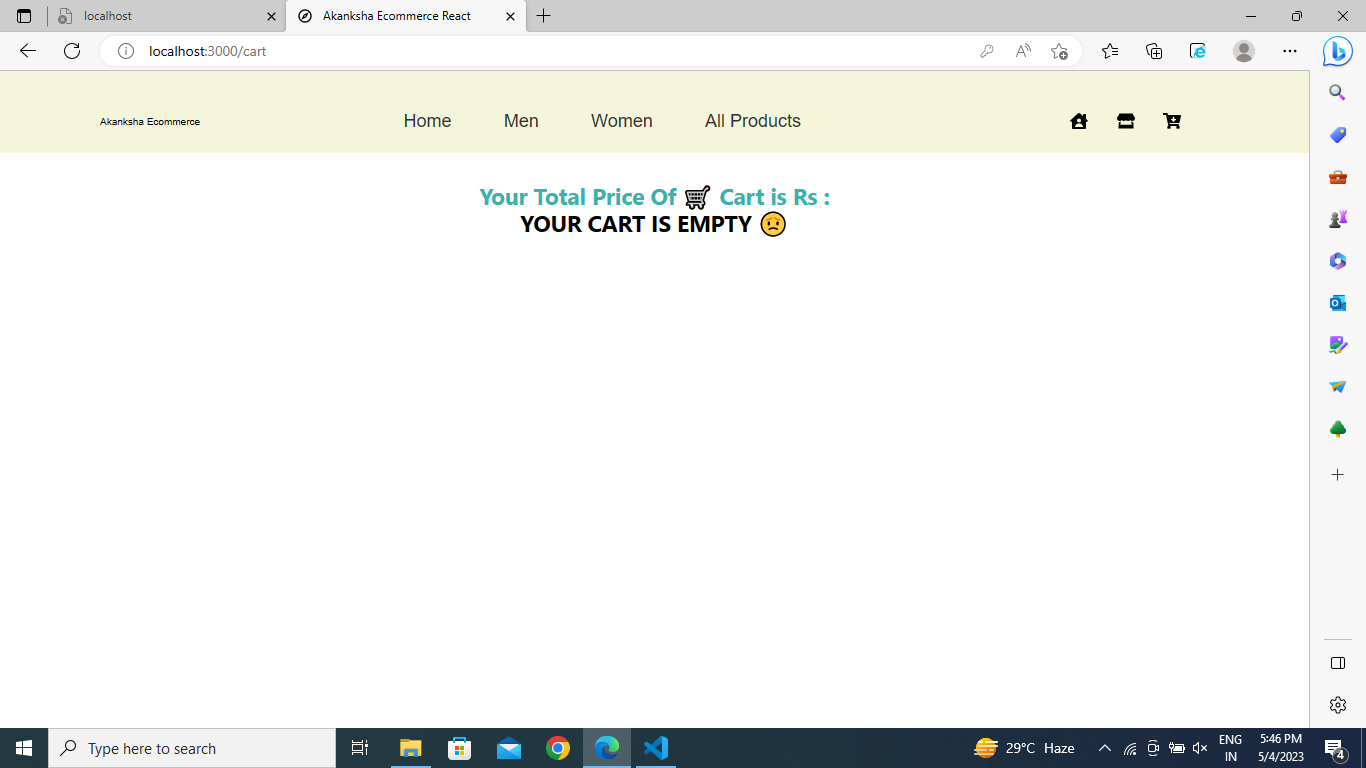 localhost
Akanksha Ecommerce React
localhost:3000/cart
Akanksha Ecommerce
Home
Men
Women
All Products
Your Total Price Of 🛒 Cart is Rs :
YOUR CART IS EMPTY 😟
Type here to search
29°C Haze
ENG
IN
5:46 PM
5/4/2023
4